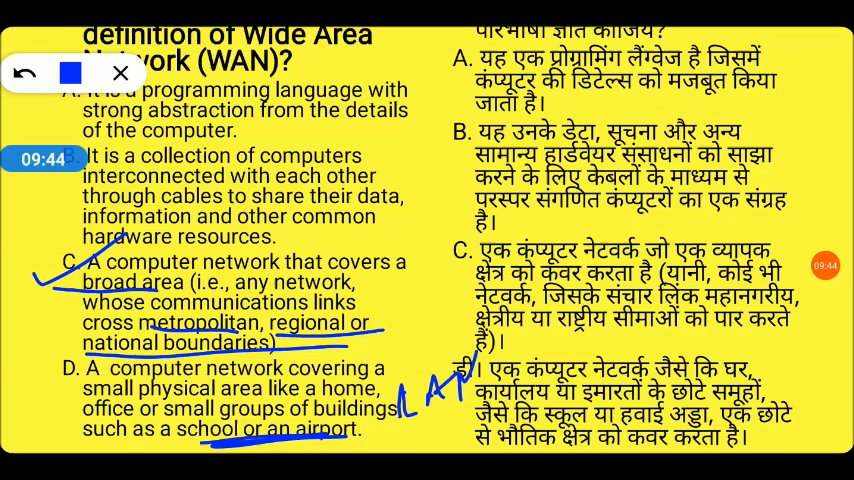 definition of Wide Area
Network (WAN)?
A. It is a programming language with
strong abstraction from the details
of the computer.
B. It is a collection of computers
interconnected with each other
through cables to share their data,
information and other common
hardware resources.
C. A computer network that covers a
broad area (i.e., any network,
whose communications links
cross metropolitan, regional or
national boundaries)
D. A computer network covering a
small physical area like a home,
office or small groups of buildings
such as a school or an airport.
LAN
09:44
परिभाषा ज्ञात कीजिये?
A. यह एक प्रोग्रामिंग लैंग्वेज है जिसमें
कंप्यूटर की डिटेल्स को मजबूत किया
जाता है।
B. यह उनके डेटा, सूचना और अन्य
सामान्य हार्डवेयर संसाधनों को साझा
करने के लिए केबलों के माध्यम से
परस्पर संगणित कंप्यूटरों का एक संग्रह
है।
C. एक कंप्यूटर नेटवर्क जो एक व्यापक
क्षेत्र को कवर करता है (यानी, कोई भी
नेटवर्क, जिसके संचार लिंक महानगरीय,
क्षेत्रीय या राष्ट्रीय सीमाओं को पार करते
हैं)।
डी। एक कंप्यूटर नेटवर्क जैसे कि घर,
कार्यालय या इमारतों के छोटे समूहों,
जैसे कि स्कूल या हवाई अड्डा, एक छोटे
से भौतिक क्षेत्र को कवर करता है।
09:44